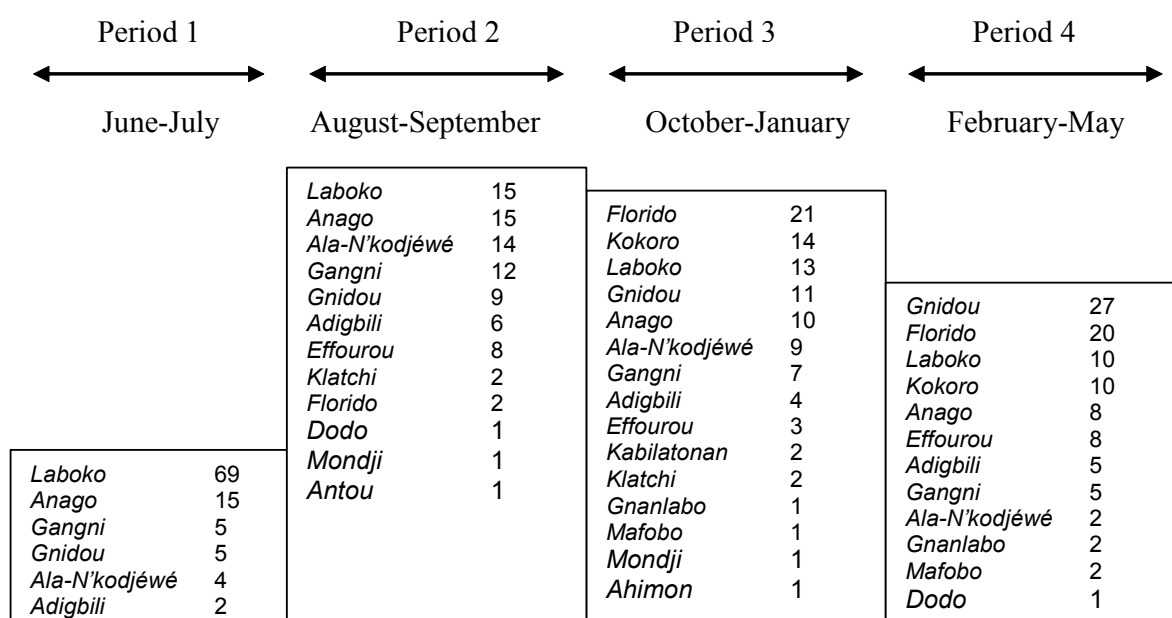 Period 1 Period 2 Period 3 Period 4
June-July August-September October-January February-May
Laboko 69
Anago 15
Gangni 5
Gnidou 5
Ala-N'kodjéwé 4
Adigbili 2
Laboko 15
Anago 15
Ala-N'kodjéwé 14
Gangni 12
Gnidou 9
Adigbili 6
Effourou 8
Klatchi 2
Florido 2
Dodo 1
Mondji 1
Antou 1
Florido 21
Kokoro 14
Laboko 13
Gnidou 11
Anago 10
Ala-N'kodjéwé 9
Gangni 7
Adigbili 4
Effourou 3
Kabilatonan 2
Klatchi 2
Gnanlabo 1
Mafobo 1
Mondji 1
Ahimon 1
Gnidou 27
Florido 20
Laboko 10
Kokoro 10
Anago 8
Effourou 8
Adigbili 5
Gangni 5
Ala-N'kodjéwé 2
Gnanlabo 2
Mafobo 2
Dodo 1